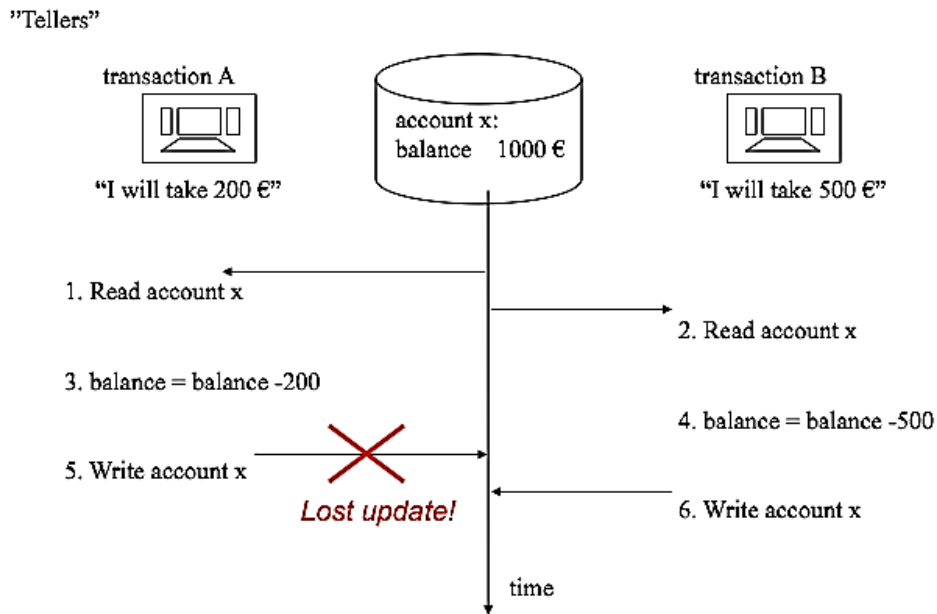 ”Tellers”
transaction A
transaction B
account x:
balance 1000 €
“I will take 200 €”
“I will take 500 €”
1. Read account x
2. Read account x
3. balance = balance -200
4. balance = balance -500
5. Write account x
Lost update!
6. Write account x
time